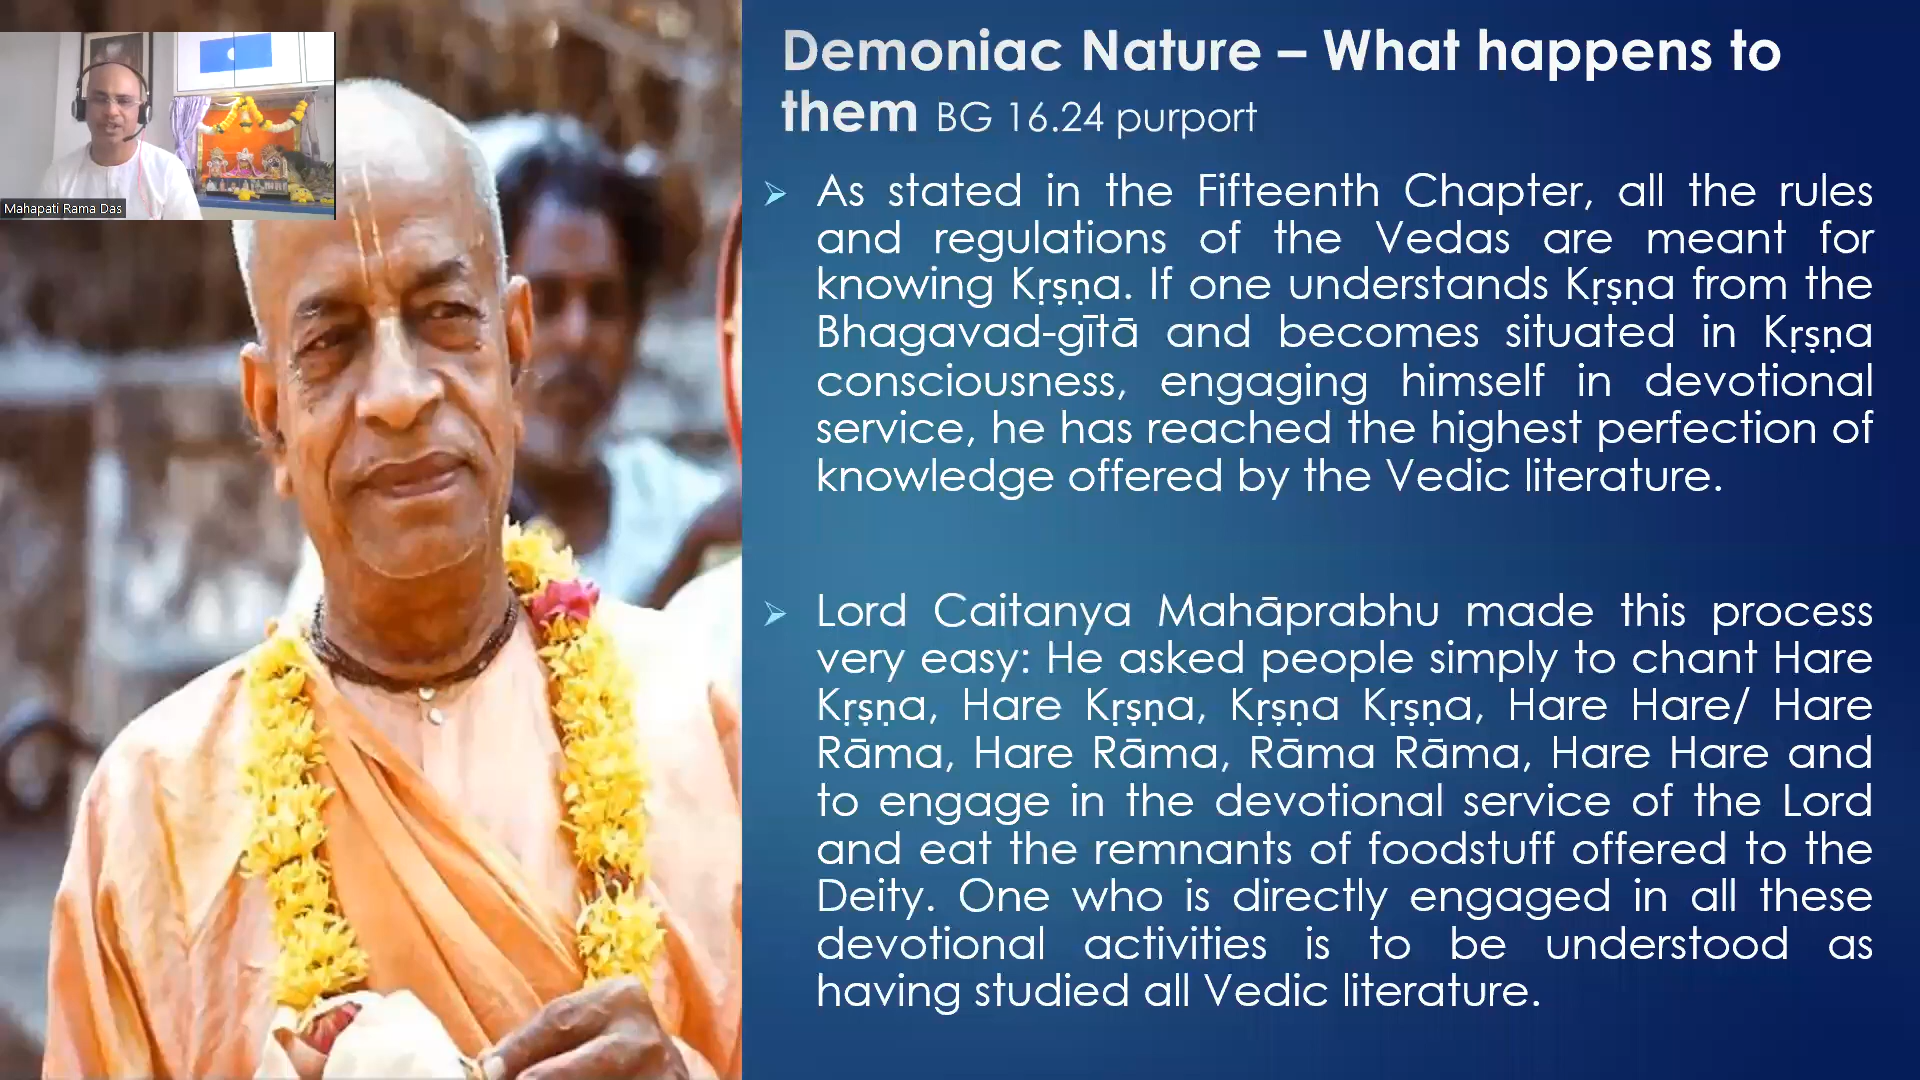 Demoniac Nature – What happens to
them BG 16.24 purport
Mahapati Rama Das
As stated in the Fifteenth Chapter, all the rules
and regulations of the Vedas are meant for
knowing Kṛṣṇa. If one understands Kṛṣṇa from the
Bhagavad-gītā and becomes situated in Kṛṣṇa
consciousness, engaging himself in devotional
service, he has reached the highest perfection of
knowledge offered by the Vedic literature.
Lord Caitanya Mahāprabhu made this process
very easy: He asked people simply to chant Hare
Kṛṣṇa, Hare Kṛṣṇa, Kṛṣṇa Kṛṣṇa, Hare Hare/ Hare
Rāma, Hare Rāma, Rāma Rāma, Hare Hare and
to engage in the devotional service of the Lord
and eat the remnants of foodstuff offered to the
Deity. One who is directly engaged in all these
devotional activities is to be understood as
having studied all Vedic literature.